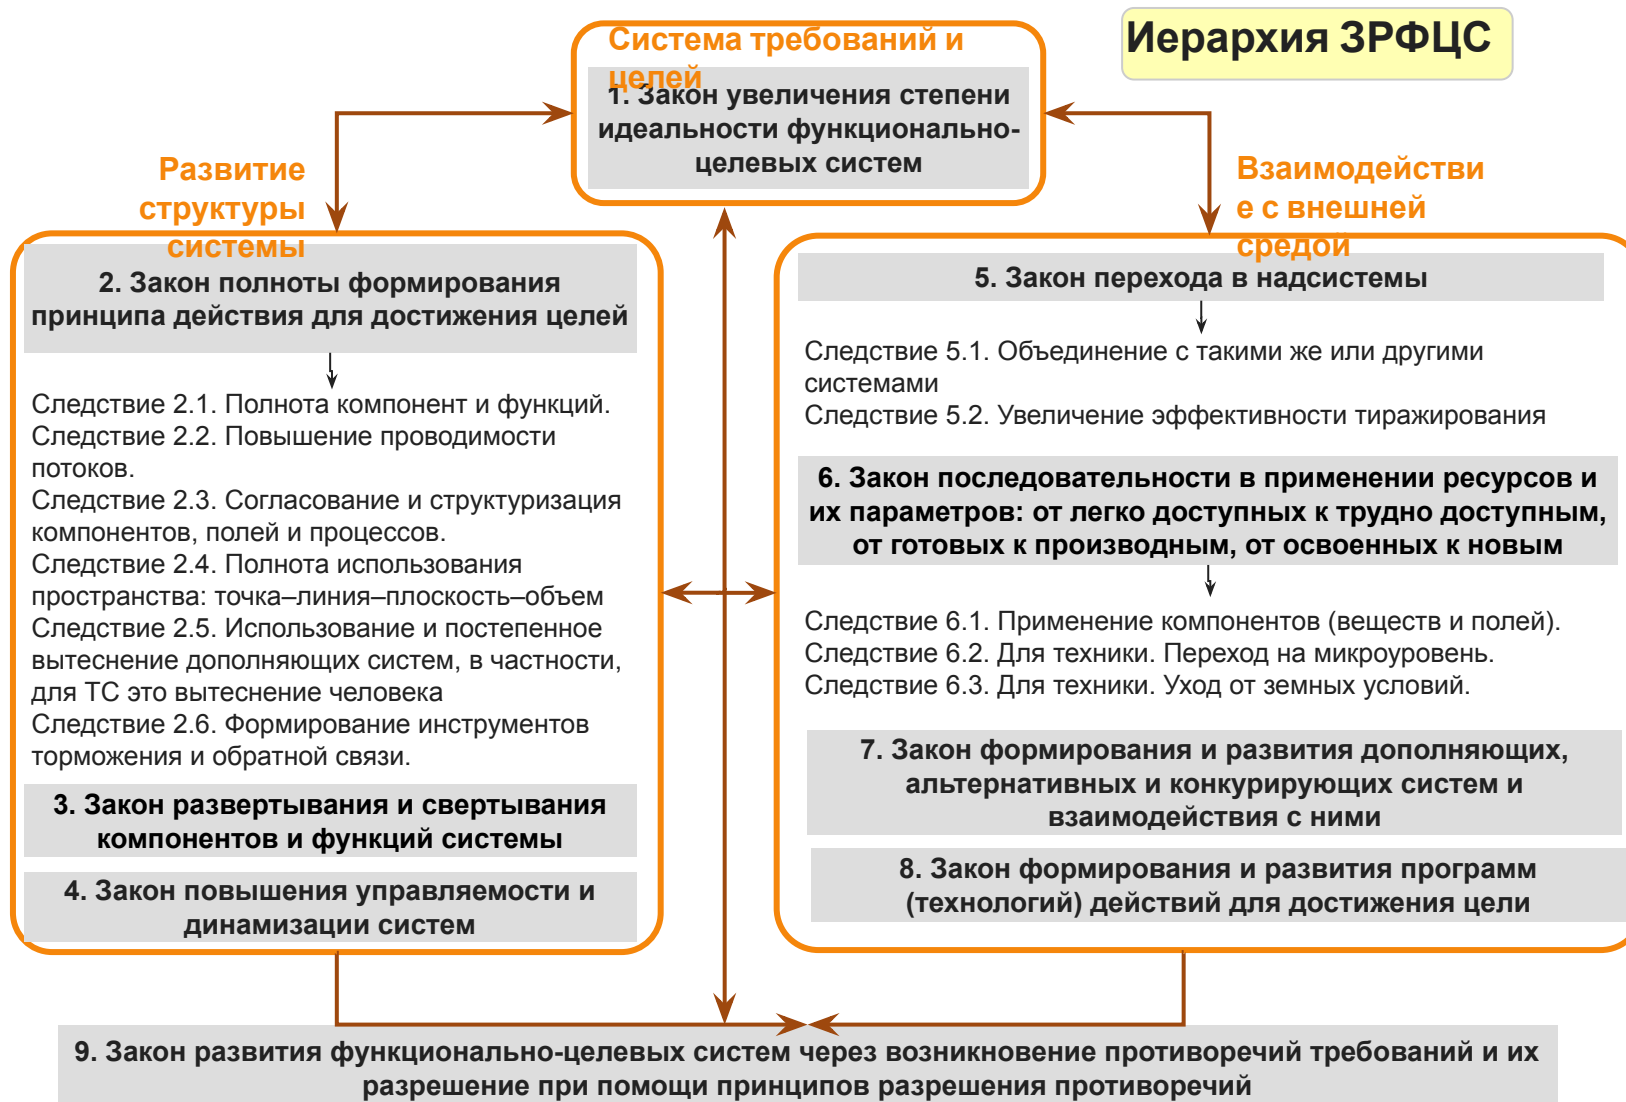 Иерархия ЗРФЦС
Система требований и
целей
1. Закон увеличения степени
идеальности функционально-
целевых систем
Развитие
структуры
системы
2. Закон полноты формирования
принципа действия для достижения целей
Следствие 2.1. Полнота компонент и функций.
Следствие 2.2. Повышение проводимости
потоков.
Следствие 2.3. Согласование и структуризация
компонентов, полей и процессов.
Следствие 2.4. Полнота использования
пространства: точка–линия–плоскость–объем
Следствие 2.5. Использование и постепенное
вытеснение дополняющих систем, в частности,
для ТС это вытеснение человека
Следствие 2.6. Формирование инструментов
торможения и обратной связи.
3. Закон развертывания и свертывания
компонентов и функций системы
4. Закон повышения управляемости и
динамизации систем
Взаимодействи
е с внешней
средой
5. Закон перехода в надсистемы
Следствие 5.1. Объединение с такими же или другими
системами
Следствие 5.2. Увеличение эффективности тиражирования
6. Закон последовательности в применении ресурсов и
их параметров: от легко доступных к трудно доступным,
от готовых к производным, от освоенных к новым
Следствие 6.1. Применение компонентов (веществ и полей).
Следствие 6.2. Для техники. Переход на микроуровень.
Следствие 6.3. Для техники. Уход от земных условий.
7. Закон формирования и развития дополняющих,
альтернативных и конкурирующих систем и
взаимодействия с ними
8. Закон формирования и развития программ
(технологий) действий для достижения цели
9. Закон развития функционально-целевых систем через возникновение противоречий требований и их
разрешение при помощи принципов разрешения противоречий